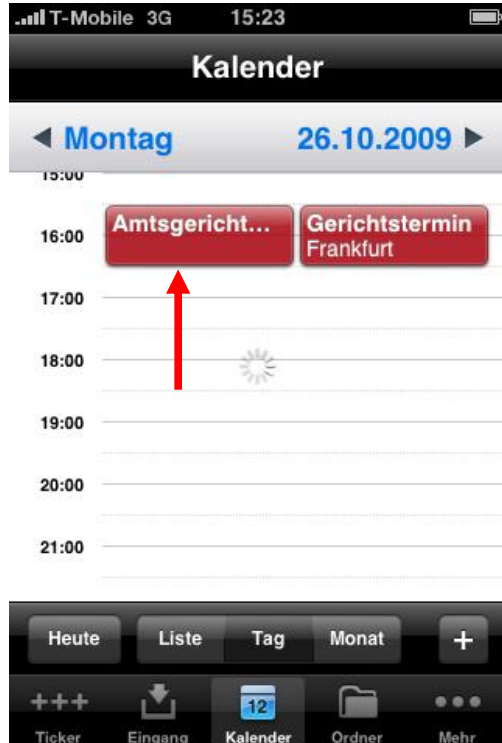 T-Mobile 3G 15:23
Kalender
Montag 26.10.2009
15:00
Amtsgericht... Gerichtstermin
16:00 Frankfurt
17:00
18:00
19:00
20:00
21:00
Heute Liste Tag Monat +
+++ 12
Ticker Eingang Kalender Ordner Mehr